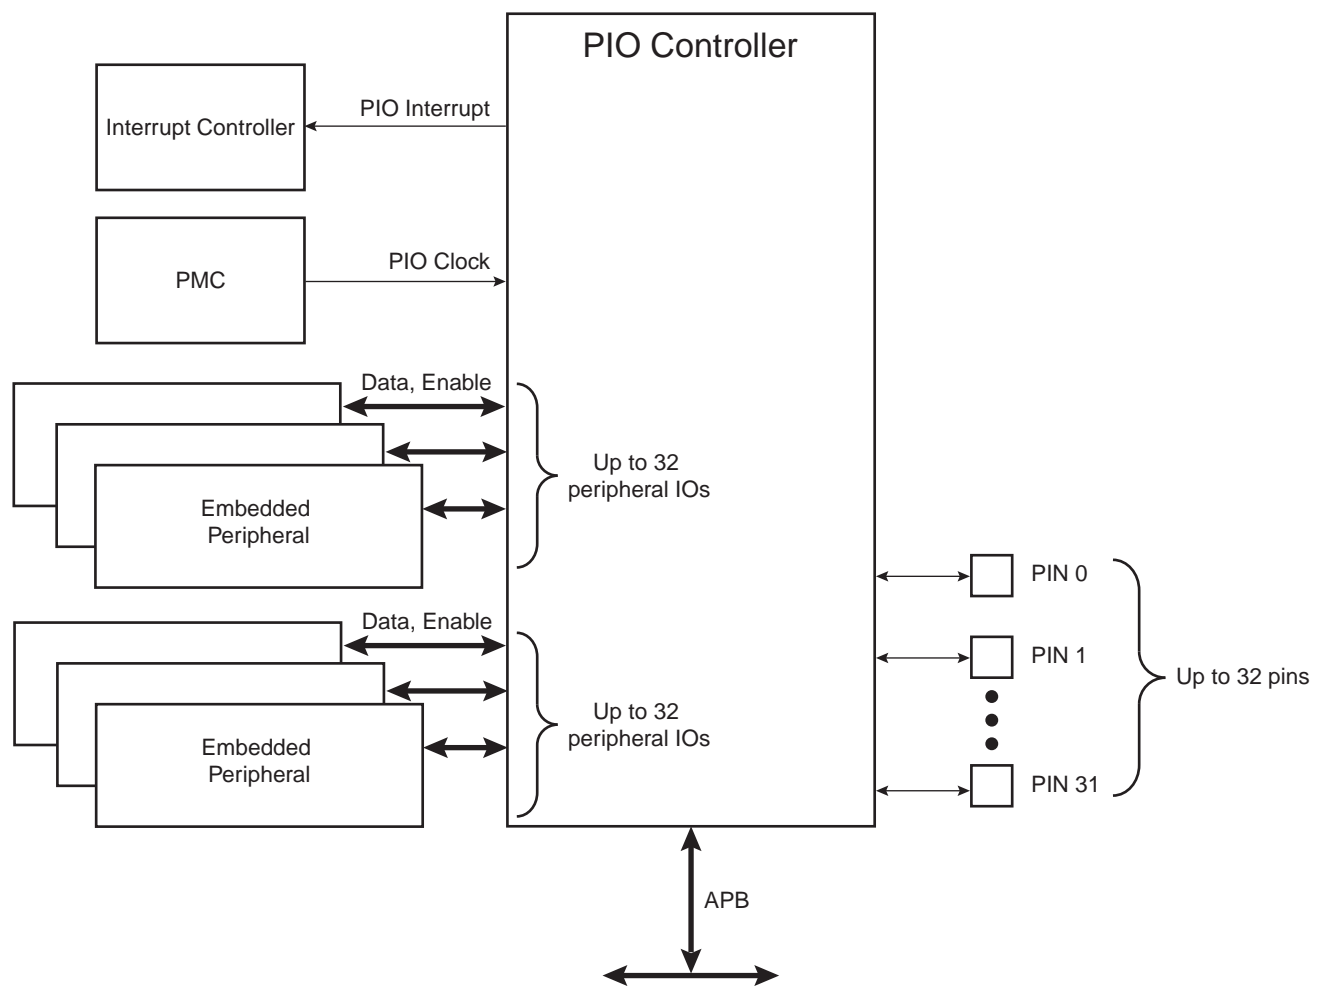 PIO Controller
PIO Interrupt
Interrupt Controller
PIO Clock
PMC
Data, Enable
Up to 32
peripheral IOs
Embedded
Peripheral
PIN 0
Data, Enable
PIN 1
Up to 32 pins
Up to 32
peripheral IOs
Embedded
Peripheral
PIN 31
APB